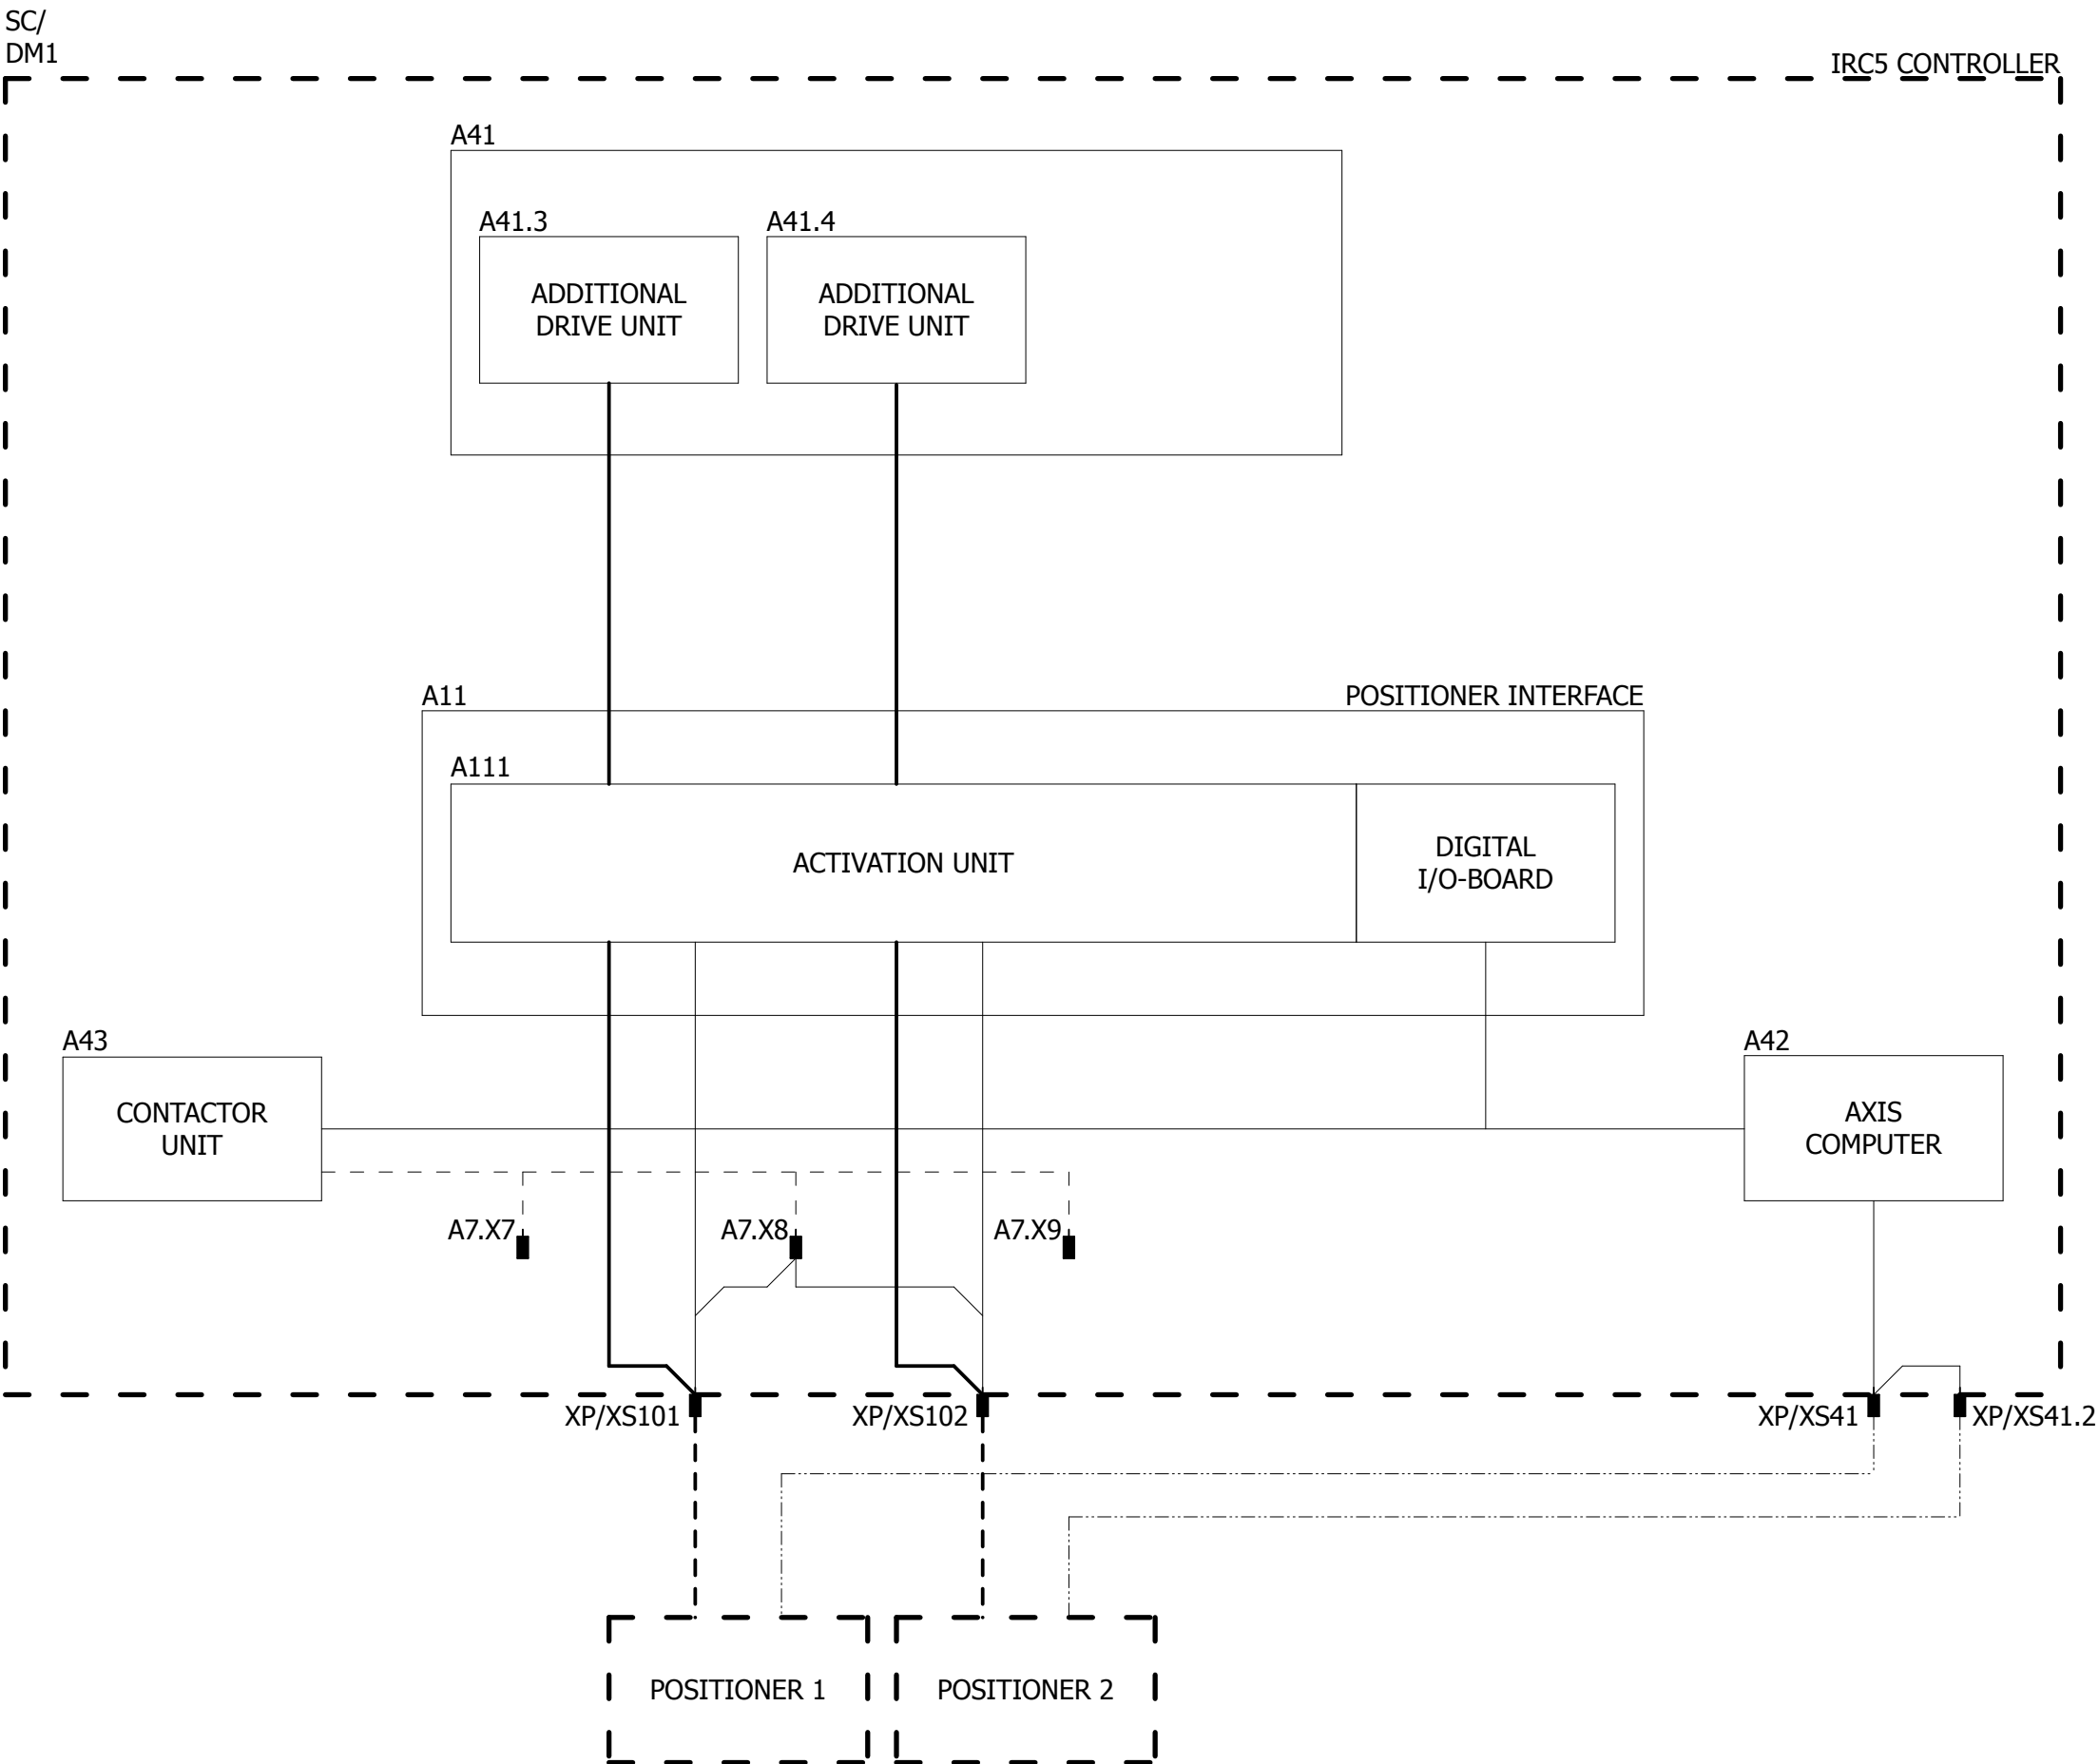 SC/
DM1
IRC5 CONTROLLER
A41
A41.3
A41.4
ADDITIONAL
DRIVE UNIT
ADDITIONAL
DRIVE UNIT
A11
POSITIONER INTERFACE
A111
ACTIVATION UNIT
DIGITAL
I/O-BOARD
A43
CONTACTOR
UNIT
A42
AXIS
COMPUTER
A7.X7
A7.X8
A7.X9
XP/XS101
XP/XS102
XP/XS41
XP/XS41.2
POSITIONER 1
POSITIONER 2